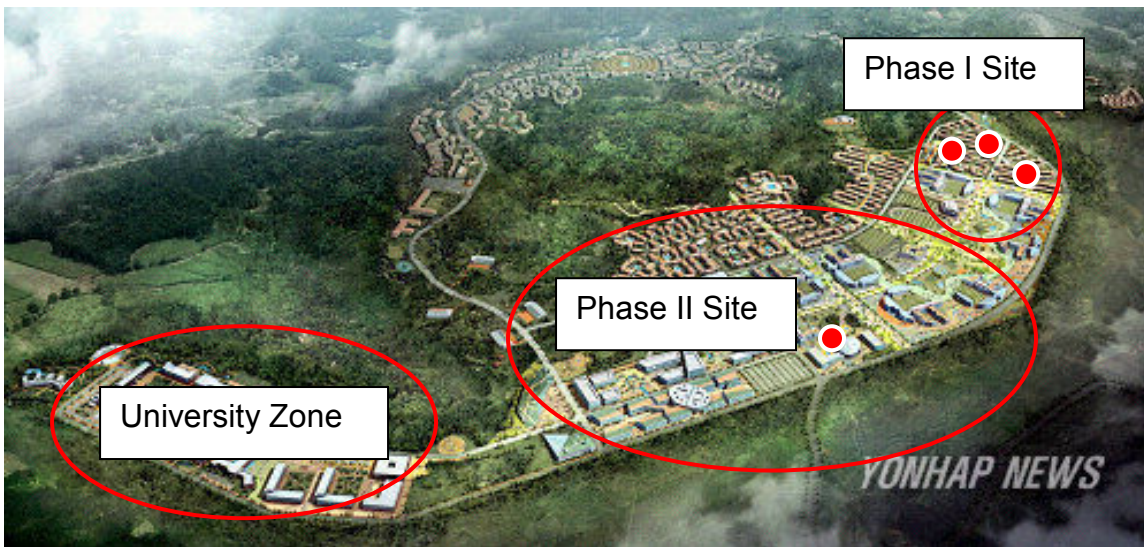 Phase I Site
Phase II Site
University Zone
YONHAP NEWS